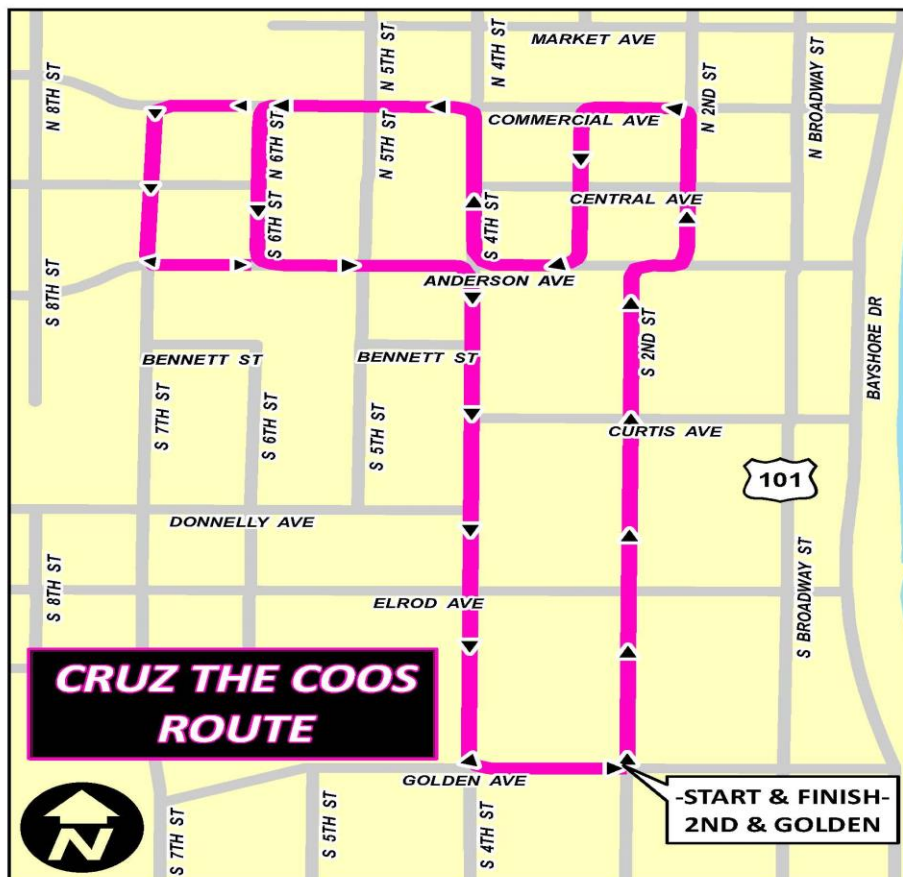 MARKET AVE
N 8TH ST
N 5TH ST
N 4TH ST
N 2ND ST
N BROADWAY ST
COMMERCIAL AVE
N 6TH ST
N 5TH ST
CENTRAL AVE
S 6TH ST
S 4TH ST
ANDERSON AVE
S 8TH ST
S 2ND ST
BAYSHORE DR
BENNETT ST
BENNETT ST
S 7TH ST
S 6TH ST
S 5TH ST
CURTIS AVE
101
DONNELLY AVE
S 8TH ST
ELROD AVE
S BROADWAY ST
CRUZ THE COOS
ROUTE
GOLDEN AVE
-START & FINISH-
2ND & GOLDEN
N
S 7TH ST
S 5TH ST
S 4TH ST